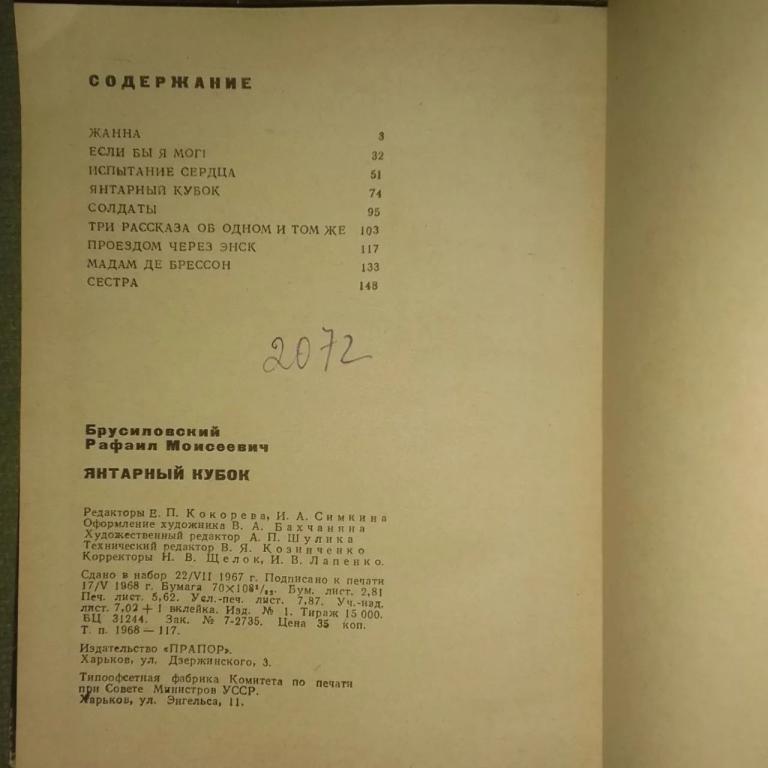 СОДЕРЖАНИЕ
ЖАННА 3
ЕСЛИ БЫ Я МОГ! 32
ИСПЫТАНИЕ СЕРДЦА 51
ЯНТАРНЫЙ КУБОК 74
СОЛДАТЫ 95
ТРИ РАССКАЗА ОБ ОДНОМ И ТОМ ЖЕ 103
ПРОЕЗДОМ ЧЕРЕЗ ЭНСК 117
МАДАМ ДЕ БРЕССОН 133
СЕСТРА 148
2072
Брусиловский
Рафаил Моисеевич
ЯНТАРНЫЙ КУБОК
Редакторы Е. П. Кокорева, И. А. Симкина
Оформление художника В. А. Бахчаняна
Художественный редактор А. П. Шулика
Технический редактор В. Я. Козинченко
Корректоры Н. В. Щелок, И. В. Лапенко.
Сдано в набор 22/VII 1967 г. Подписано к печати
17/V 1968 г. Бумага 70×108¹/₃₂. Бум. лист. 2,81
Печ. лист. 5,62. Усл.-печ. лист. 7,87. Уч.-изд.
лист. 7,02 + 1 вклейка. Изд. № 1. Тираж 15 000.
БЦ 31244. Зак. № 7-2735. Цена 35 коп.
Т. п. 1968 — 117.
Издательство «ПРАПОР».
Харьков, ул. Дзержинского, 3.
Типоофсетная фабрика Комитета по печати
при Совете Министров УССР.
Харьков, ул. Энгельса, 11.